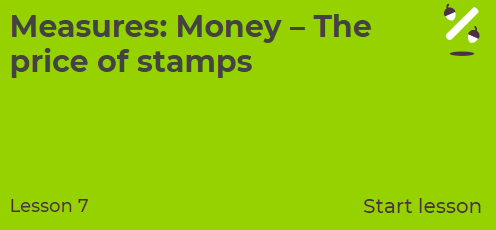 Measures: Money – The
price of stamps
Lesson 7
Start lesson